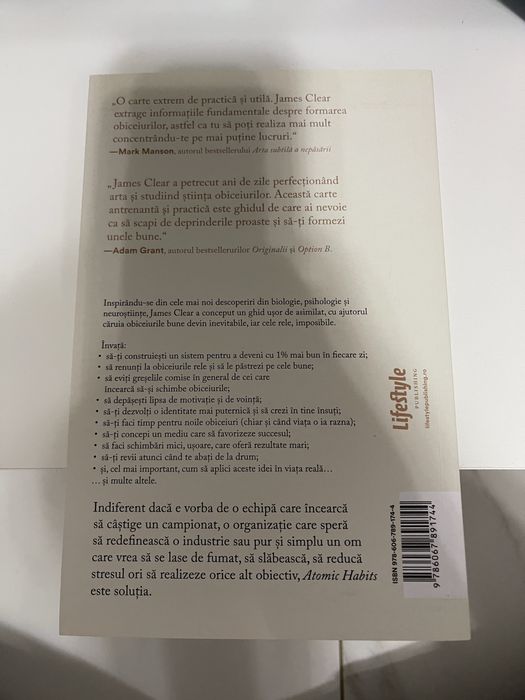 „O carte extrem de practică și utilă. James Clear
extrage informațiile fundamentale despre formarea
obiceiurilor, astfel ca tu să poți realiza mai mult
concentrându-te pe mai puține lucruri.“
—Mark Manson, autorul bestsellerului Arta subtilă a nepăsării
„James Clear a petrecut ani de zile perfecționând
arta și studiind știința obiceiurilor. Această carte
antrenantă și practică este ghidul de care ai nevoie
ca să scapi de deprinderile proaste și să-ți formezi
unele bune.“
—Adam Grant, autorul bestsellerurilor Originalii și Option B.
Inspirându-se din cele mai noi descoperiri din biologie, psihologie și
neuroștiințe, James Clear a conceput un ghid ușor de asimilat, cu ajutorul
căruia obiceiurile bune devin inevitabile, iar cele rele, imposibile.
Învață:
• să-ți construiești un sistem pentru a deveni cu 1% mai bun în fiecare zi;
• să renunți la obiceiurile rele și să le păstrezi pe cele bune;
• să eviți greșelile comise în general de cei care
încearcă să-și schimbe obiceiurile;
• să depășești lipsa de motivație și de voință;
• să-ți dezvolți o identitate mai puternică și să crezi în tine însuți;
• să-ți faci timp pentru noile obiceiuri (chiar și când viața o ia razna);
• să-ți concepi un mediu care să favorizeze succesul;
• să faci schimbări mici, ușoare, care oferă rezultate mari;
• să-ți revii atunci când te abați de la drum;
• și, cel mai important, cum să aplici aceste idei în viața reală…
… și multe altele.
Indiferent dacă e vorba de o echipă care încearcă
să câștige un campionat, o organizație care speră
să redefinească o industrie sau pur și simplu un om
care vrea să se lase de fumat, să slăbească, să reducă
stresul ori să realizeze orice alt obiectiv, Atomic Habits
este soluția.
Lifestyle
PUBLISHING
lifestylepublishing.ro
ISBN 978-606-789-174-4
9 786067 891744